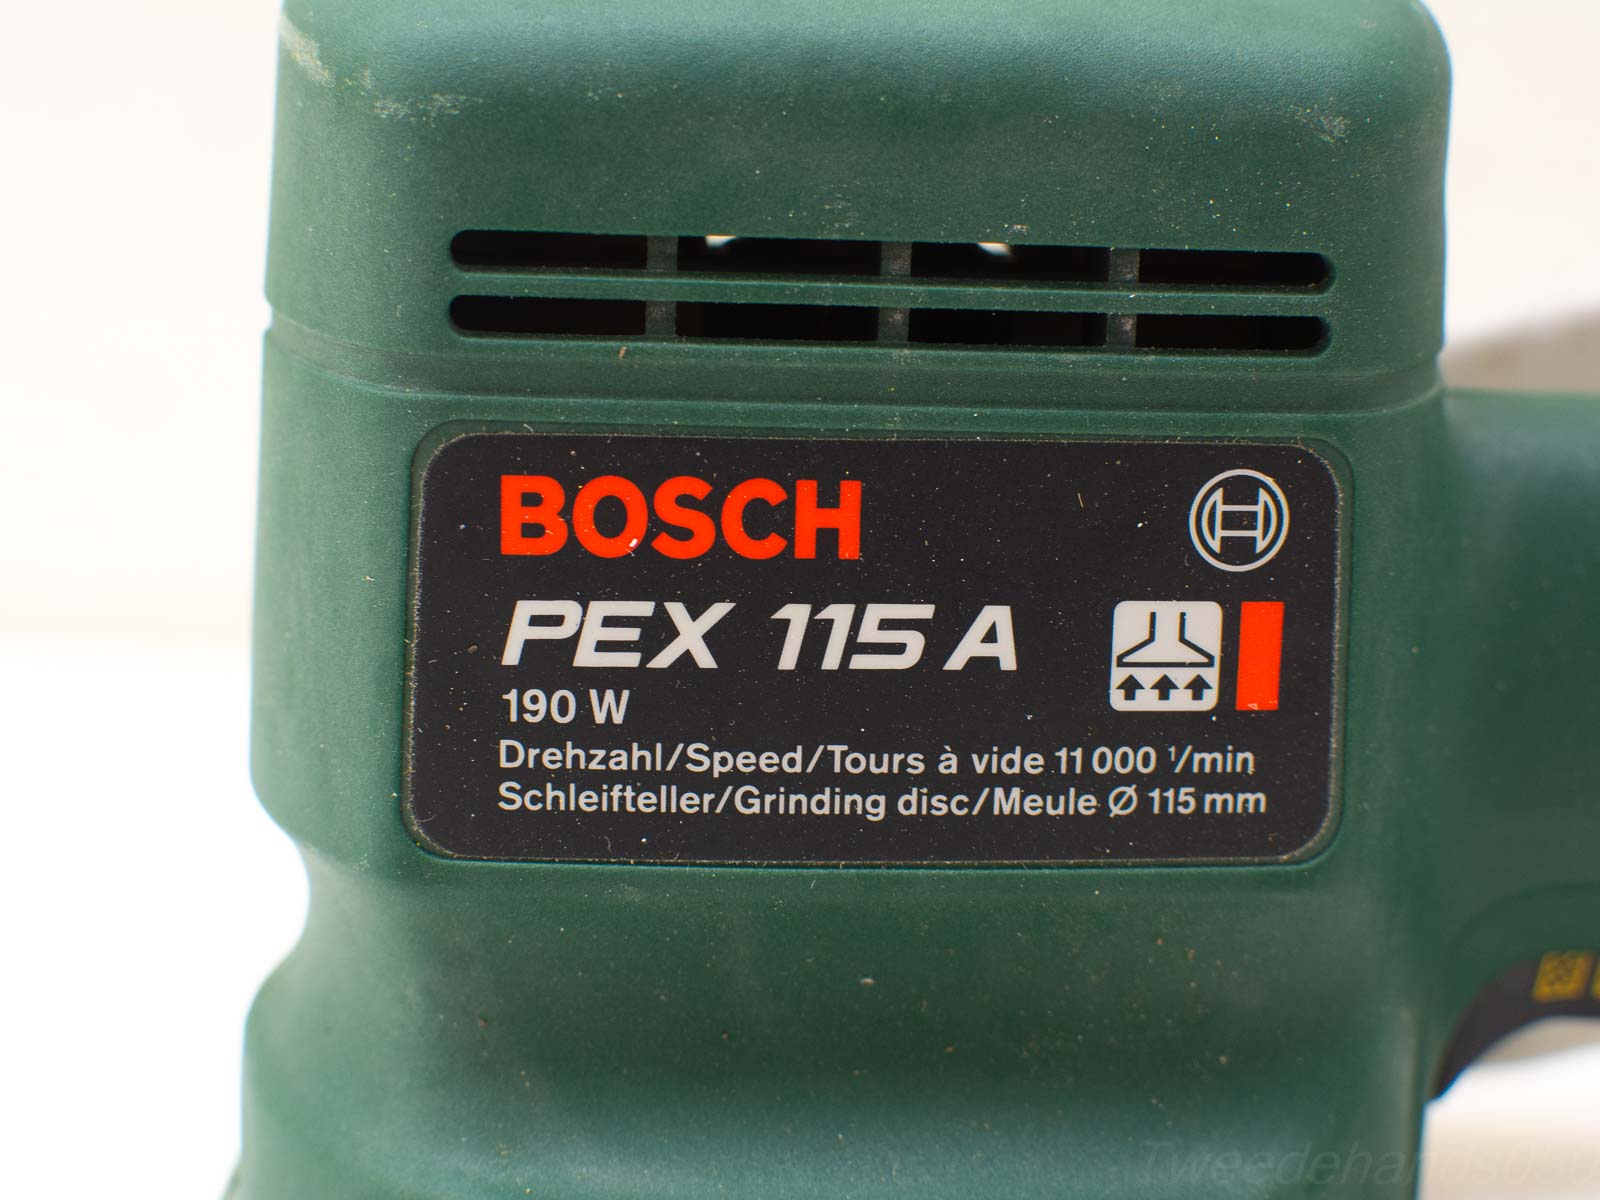 BOSCH
PEX 115 A
190 W
Drehzahl/Speed/Tours à vide 11 000 ¹/min
Schleifteller/Grinding disc/Meule Ø 115 mm